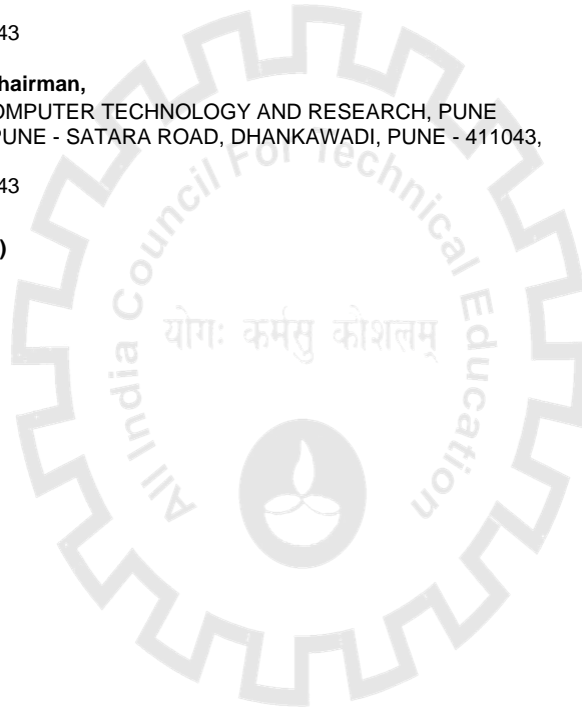 43
hairman,
OMPUTER TECHNOLOGY AND RESEARCH, PUNE
PUNE - SATARA ROAD, DHANKAWADI, PUNE - 411043,
43
)
All India Council For Technical Education
योगः कर्मसु कौशलम्